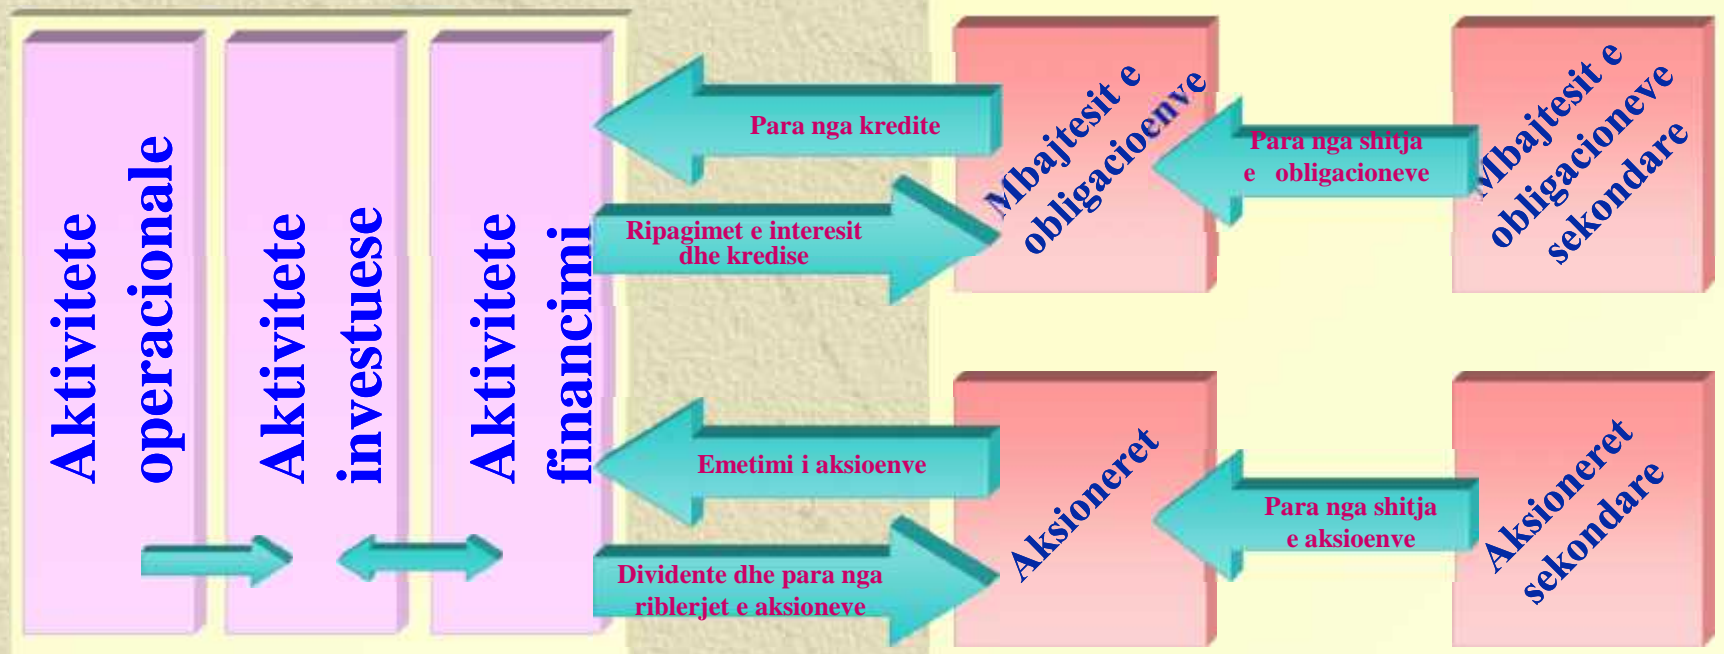 Aktivitete
operacionale
Aktivitete
investuese
Aktivitete
financimi
Para nga kredite
Ripagimet e interesit
dhe kredise
Mbajtesit e
obligacioenve
Para nga shitja
e obligacioneve
Mbajtesit e
obligacioneve
sekondare
Emetimi i aksioenve
Dividente dhe para nga
riblerjet e aksioneve
Aksioneret
Para nga shitja
e aksioenve
Aksioneret
sekondare